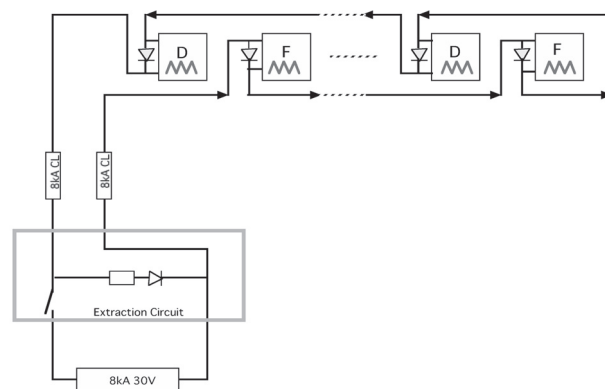 D
F
D
F
8kA CL
8kA CL
Extraction Circuit
8kA 30V